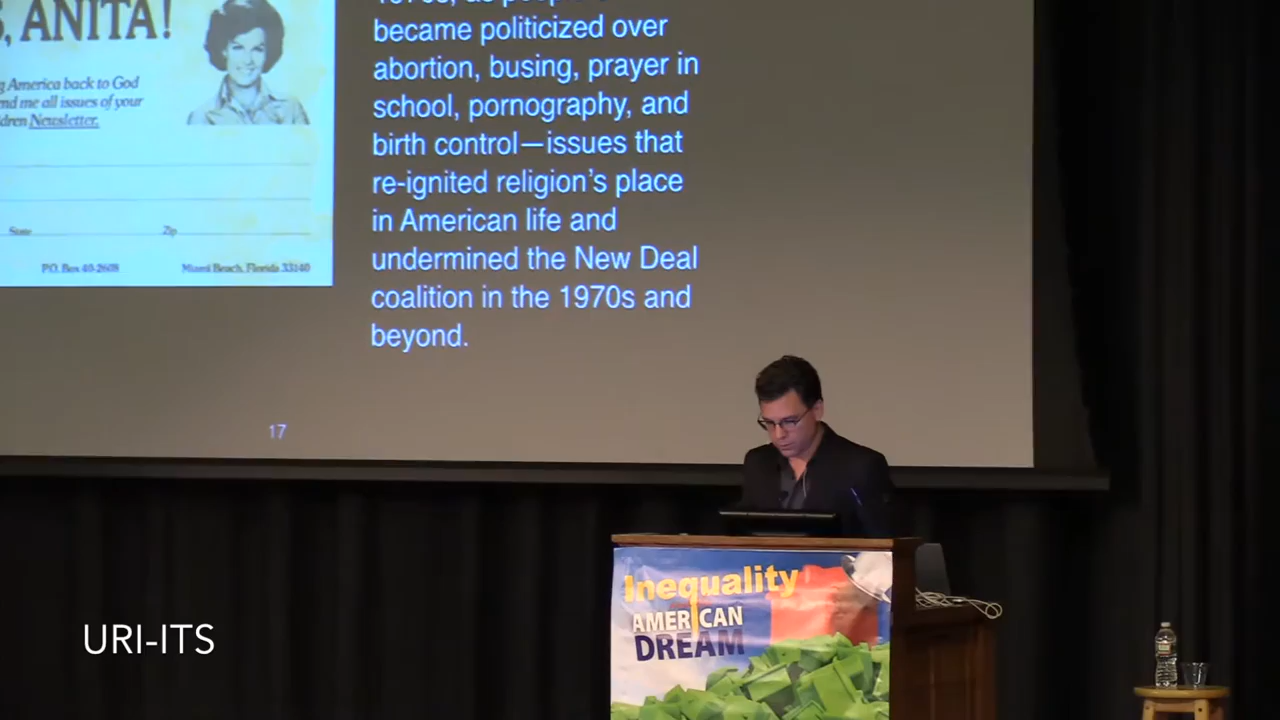 , ANITA!
America back to God
nd me all issues of your
dren Newsletter.
State Zip
P.O. Box 40-2608 Miami Beach, Florida 33140
became politicized over
abortion, busing, prayer in
school, pornography, and
birth control—issues that
re-ignited religion's place
in American life and
undermined the New Deal
coalition in the 1970s and
beyond.
17
Inequality
AMERICAN
DREAM
URI-ITS